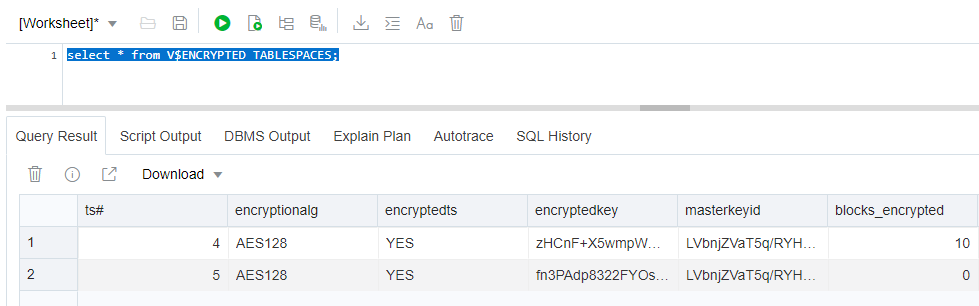 [Worksheet]*
Aa
1 select * from V$ENCRYPTED_TABLESPACES;
Query Result Script Output DBMS Output Explain Plan Autotrace SQL History
Download
ts# encryptionalg encryptedts encryptedkey masterkeyid blocks_encrypted
1 4 AES128 YES zHCnF+X5wmpW... LVbnjZVaT5q/RYH... 10
2 5 AES128 YES fn3PAdp8322FYOs... LVbnjZVaT5q/RYH... 0